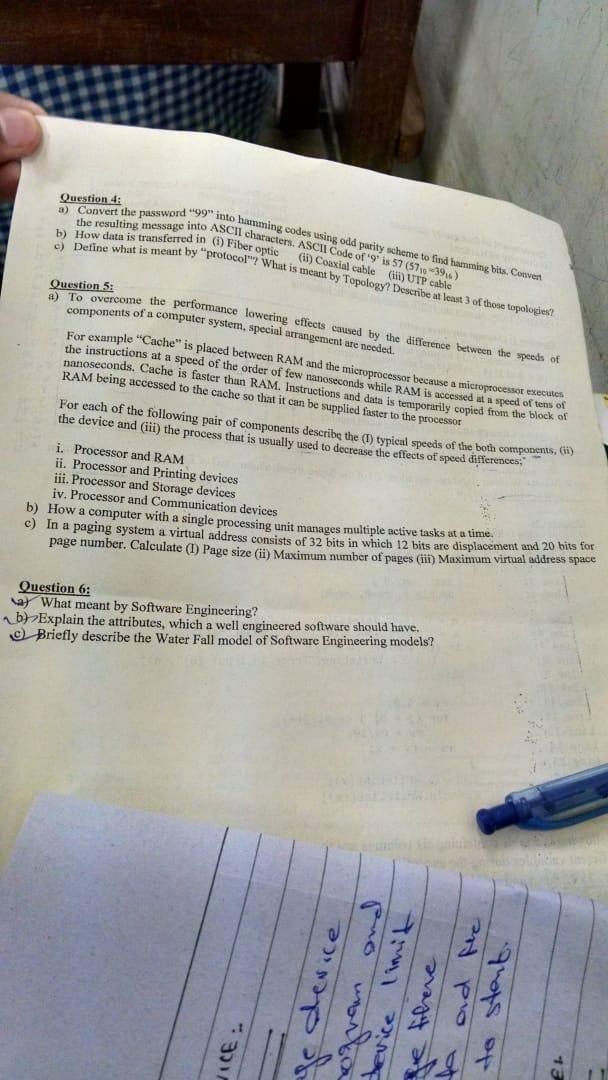 Question 4:
a) Convert the password "99" into hamming codes using odd parity scheme to find hamming bits. Convert
the resulting message into ASCII characters. ASCII Code of '9' is 57 (57₁₀ =39₁₆ )
b) How data is transferred in (i) Fiber optic (ii) Coaxial cable (iii) UTP cable
c) Define what is meant by "protocol"? What is meant by Topology? Describe at least 3 of those topologies?
Question 5:
a) To overcome the performance lowering effects caused by the difference between the speeds of
components of a computer system, special arrangement are needed.
For example "Cache" is placed between RAM and the microprocessor because a microprocessor executes
the instructions at a speed of the order of few nanoseconds while RAM is accessed at a speed of tens of
nanoseconds. Cache is faster than RAM. Instructions and data is temporarily copied from the block of
RAM being accessed to the cache so that it can be supplied faster to the processor
For each of the following pair of components describe the (I) typical speeds of the both components, (ii)
the device and (iii) the process that is usually used to decrease the effects of speed differences;
i. Processor and RAM
ii. Processor and Printing devices
iii. Processor and Storage devices
iv. Processor and Communication devices
b) How a computer with a single processing unit manages multiple active tasks at a time.
c) In a paging system a virtual address consists of 32 bits in which 12 bits are displacement and 20 bits for
page number. Calculate (I) Page size (ii) Maximum number of pages (iii) Maximum virtual address space
Question 6:
a) What meant by Software Engineering?
b) Explain the attributes, which a well engineered software should have.
c) Briefly describe the Water Fall model of Software Engineering models?
device
and
device limit
there
and
to start.